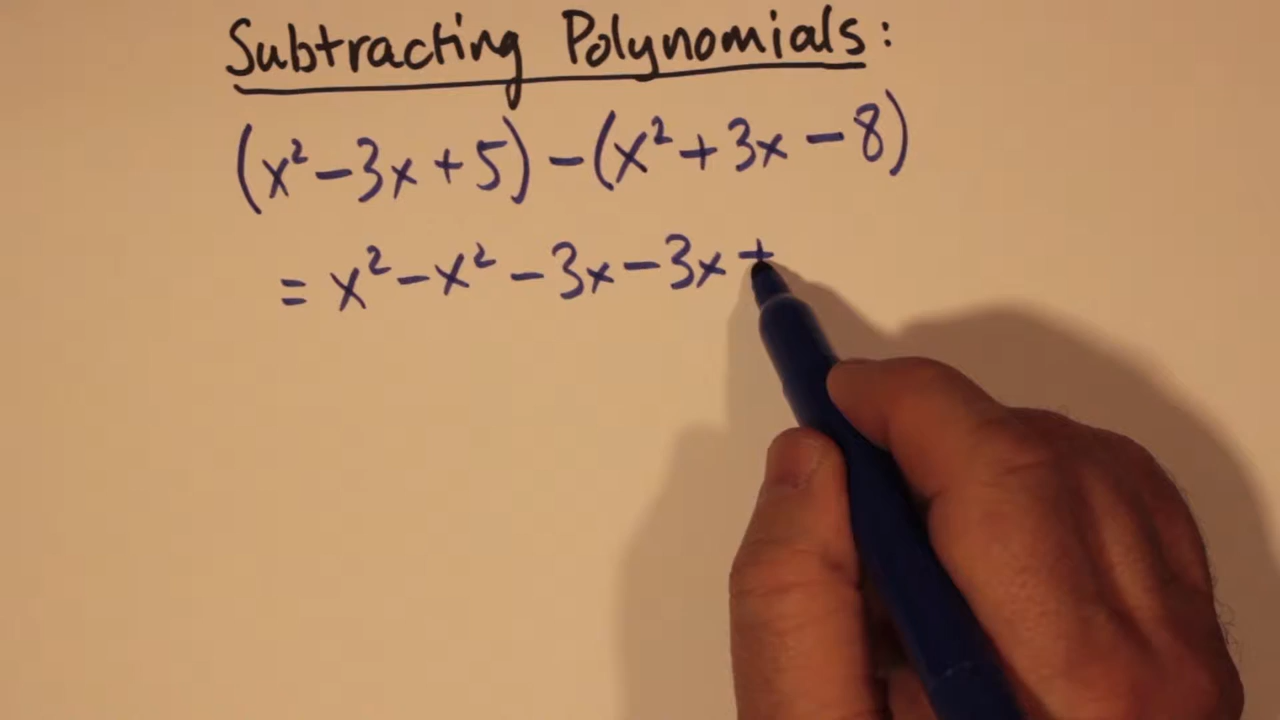 Subtracting Polynomials:
(x² - 3x + 5) - (x² + 3x - 8)
= x² - x² - 3x - 3x +